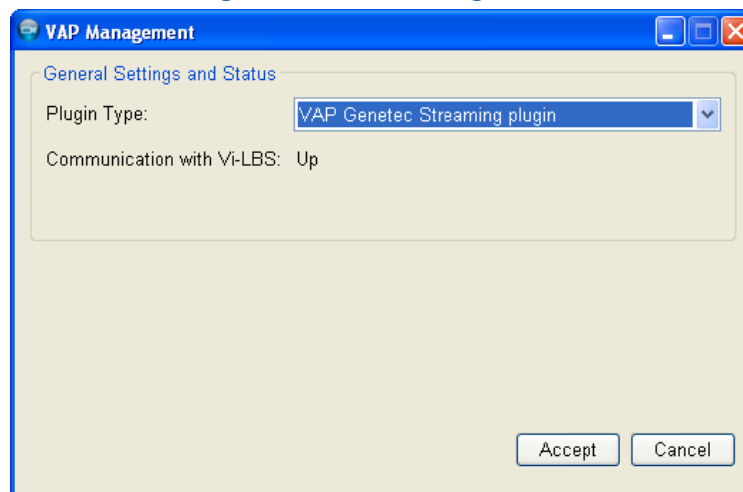 VAP Management
General Settings and Status
Plugin Type: VAP Genetec Streaming plugin
Communication with Vi-LBS: Up
Accept Cancel